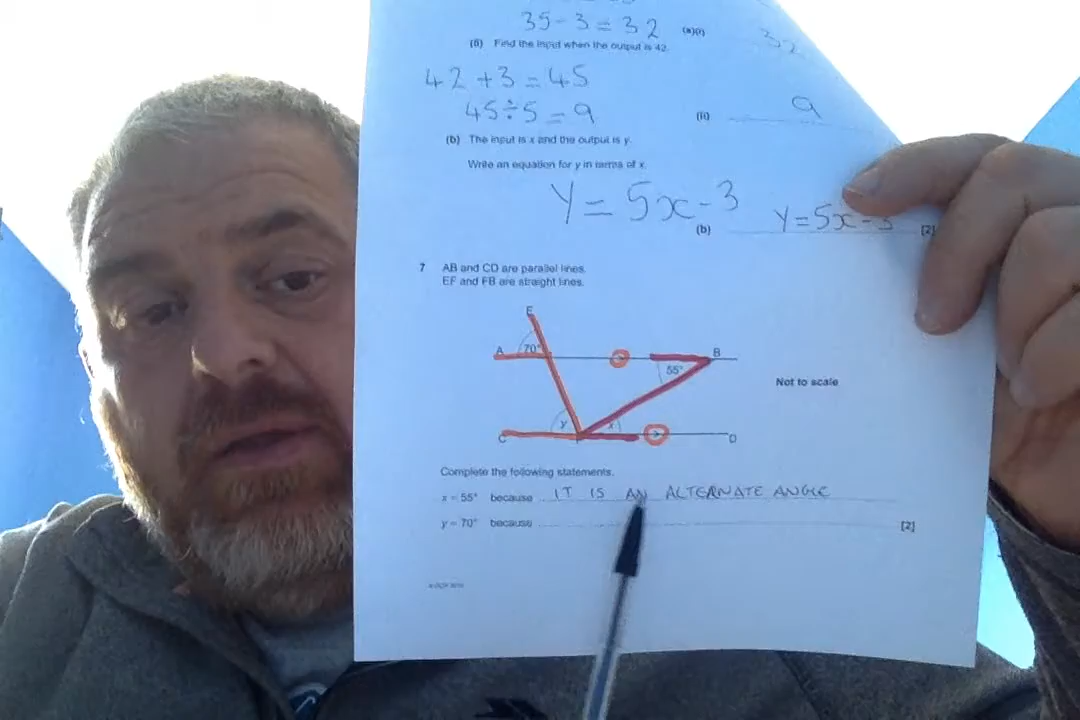 35-3=32 (a)(i) 32
(ii) Find the input when the output is 42.
42+3=45
45÷5=9
(ii) 9
(b) The input is x and the output is y.
Write an equation for y in terms of x.
Y=5x-3
(b) Y=5x-3 [2]
7 AB and CD are parallel lines.
EF and FB are straight lines.
E
A 70° B
55°
Not to scale
y x
C D
Complete the following statements.
x = 55° because IT IS AN ALTERNATE ANGLE
y = 70° because [2]